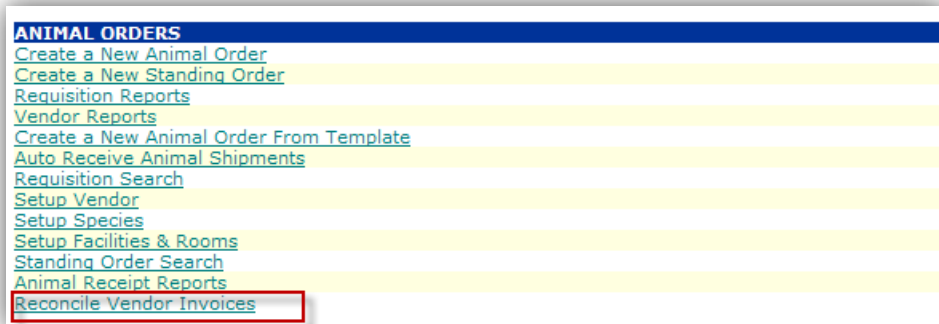 ANIMAL ORDERS
Create a New Animal Order
Create a New Standing Order
Requisition Reports
Vendor Reports
Create a New Animal Order From Template
Auto Receive Animal Shipments
Requisition Search
Setup Vendor
Setup Species
Setup Facilities & Rooms
Standing Order Search
Animal Receipt Reports
Reconcile Vendor Invoices